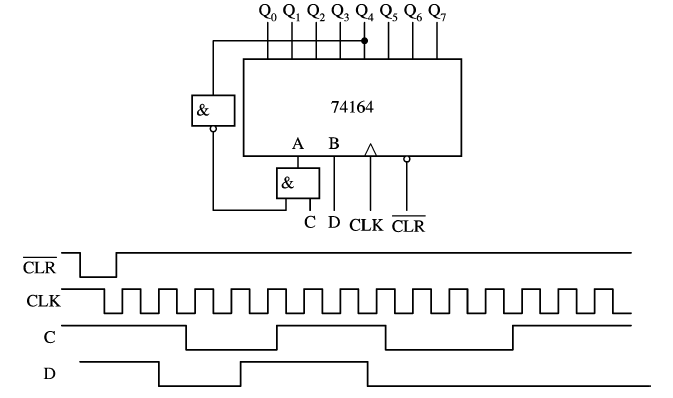 Q0 Q1 Q2 Q3 Q4 Q5 Q6 Q7
&
74164
A B
&
C D CLK CLR
CLR
CLK
C
D